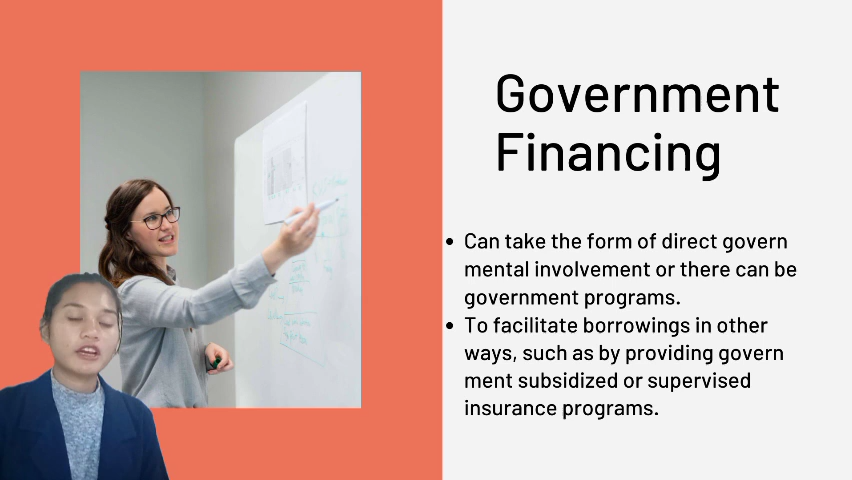 Government
Financing
• Can take the form of direct govern
mental involvement or there can be
government programs.
• To facilitate borrowings in other
ways, such as by providing govern
ment subsidized or supervised
insurance programs.